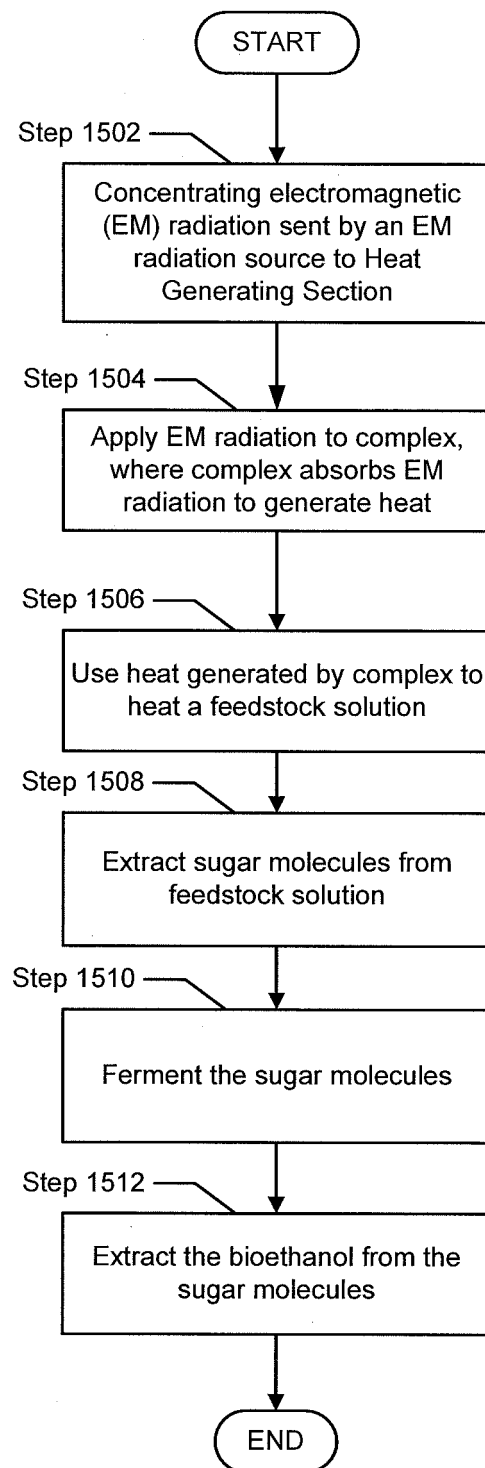 START
Step 1502
Concentrating electromagnetic
(EM) radiation sent by an EM
radiation source to Heat
Generating Section
Step 1504
Apply EM radiation to complex,
where complex absorbs EM
radiation to generate heat
Step 1506
Use heat generated by complex to
heat a feedstock solution
Step 1508
Extract sugar molecules from
feedstock solution
Step 1510
Ferment the sugar molecules
Step 1512
Extract the bioethanol from the
sugar molecules
END